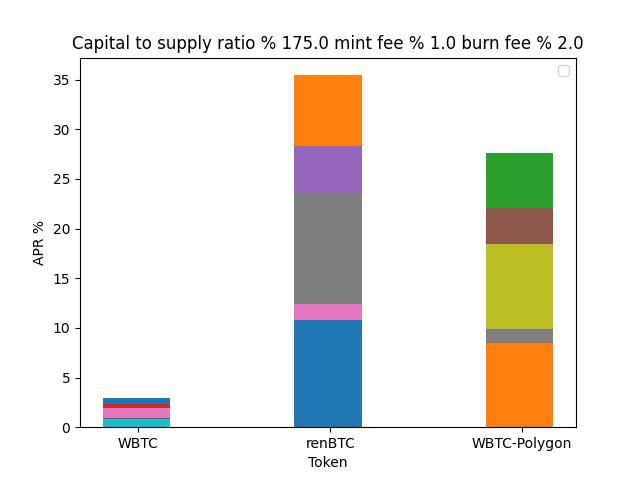 Capital to supply ratio % 175.0 mint fee % 1.0 burn fee % 2.0
35
30
25
20
15
10
5
0
APR %
WBTC renBTC WBTC-Polygon
Token